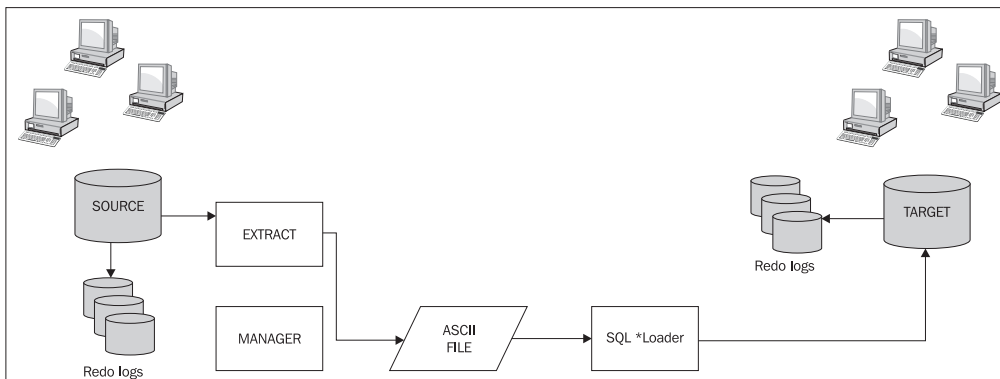 SOURCE
EXTRACT
MANAGER
Redo logs
ASCII
FILE
SQL *Loader
Redo logs
TARGET